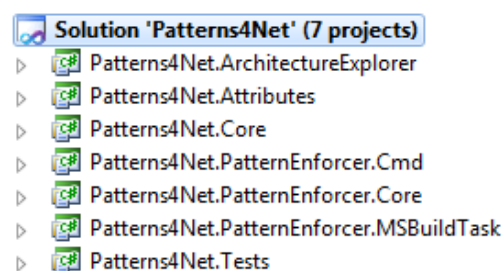 Solution 'Patterns4Net' (7 projects)
Patterns4Net.ArchitectureExplorer
Patterns4Net.Attributes
Patterns4Net.Core
Patterns4Net.PatternEnforcer.Cmd
Patterns4Net.PatternEnforcer.Core
Patterns4Net.PatternEnforcer.MSBuildTask
Patterns4Net.Tests